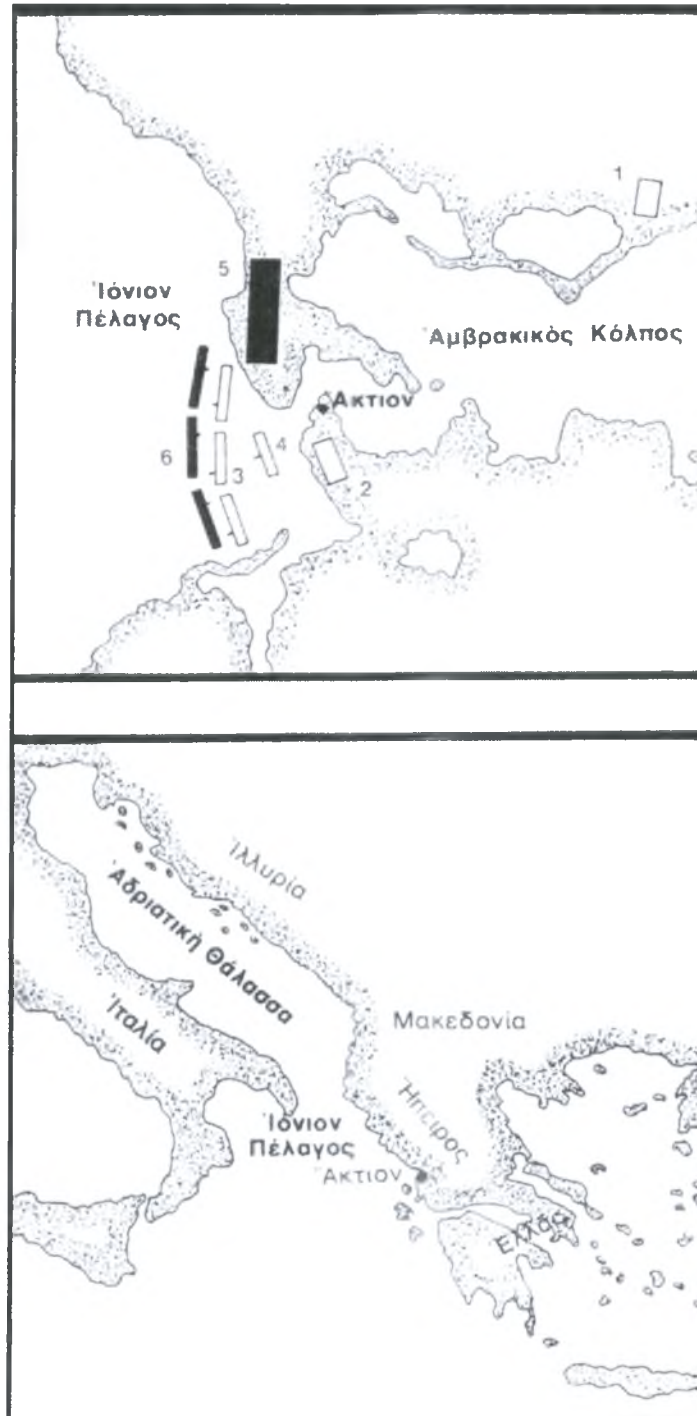 1
5
Ἰόνιον
Πέλαγος
Ἀμβρακικὸς Κόλπος
Ἄκτιον
6
3
4
2
Ἰλλυρία
Ἀδριατικὴ Θάλασσα
Ἰταλία
Μακεδονία
Ἤπειρος
Ἰόνιον
Πέλαγος
Ἄκτιον
Ἑλλάς